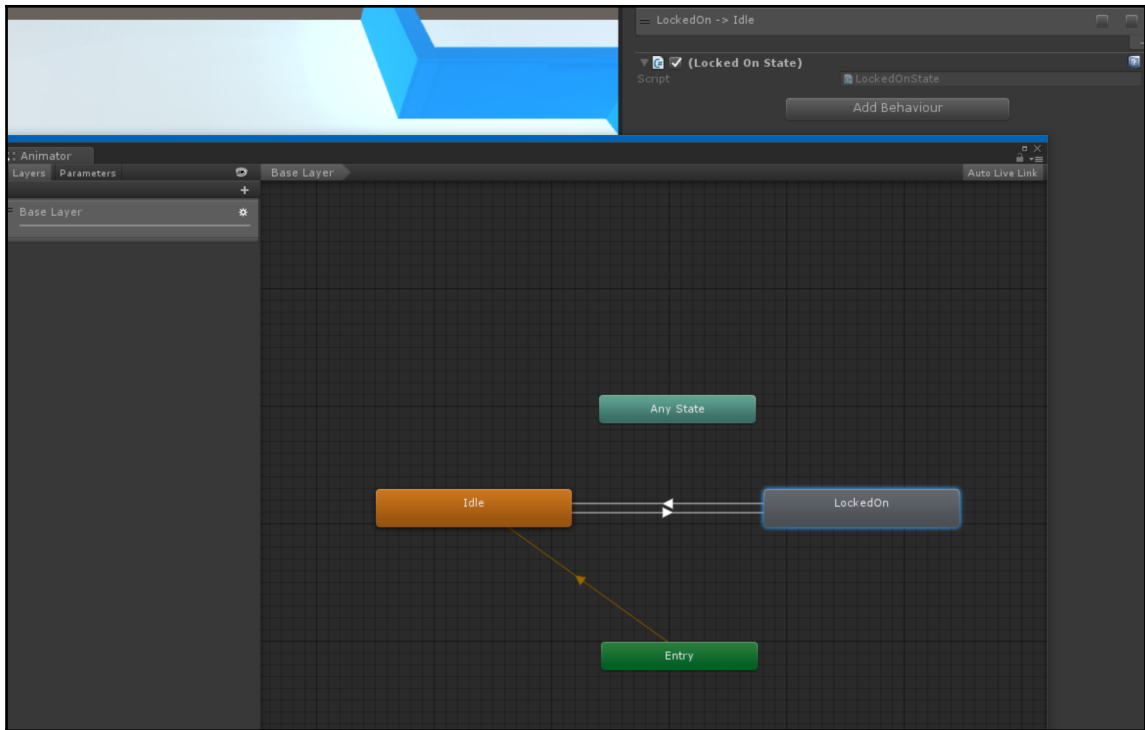 LockedOn -> Idle
(Locked On State)
Script LockedOnState
Add Behaviour
Animator
Layers Parameters Base Layer Auto Live Link
Base Layer
Any State
Idle LockedOn
Entry